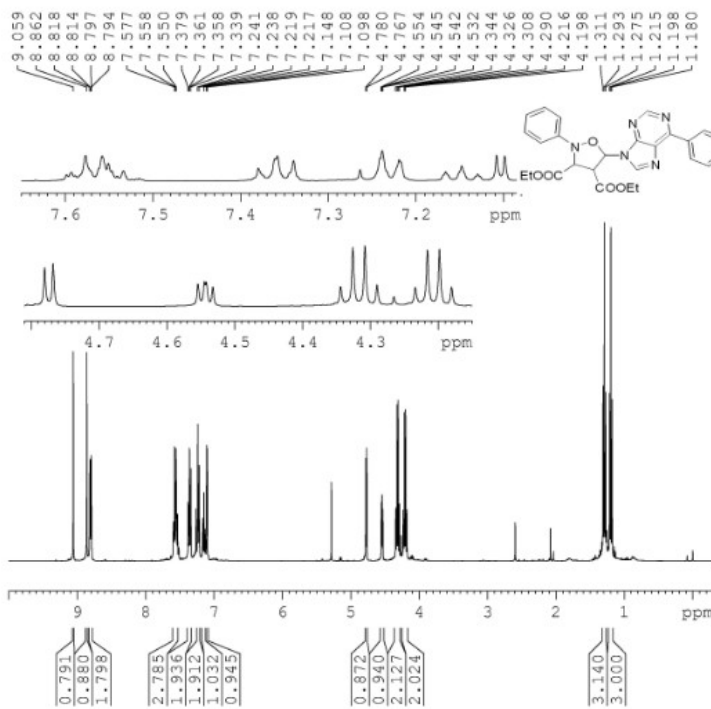 9.059 8.862 8.818 8.814 8.797 8.794 7.577 7.558 7.550 7.379 7.361 7.358 7.339 7.241 7.238 7.219 7.217 7.148 7.108 7.098 4.780 4.767 4.554 4.545 4.542 4.532 4.344 4.326 4.308 4.290 4.216 4.198 1.311 1.293 1.275 1.215 1.198 1.180
N O N N N N
EtOOC COOEt
7.6 7.5 7.4 7.3 7.2 ppm
4.7 4.6 4.5 4.4 4.3 ppm
9 8 7 6 5 4 3 2 1 ppm
0.791 0.880 1.798 2.785 1.936 1.912 1.032 0.945 0.872 0.940 2.127 2.024 3.140 3.000